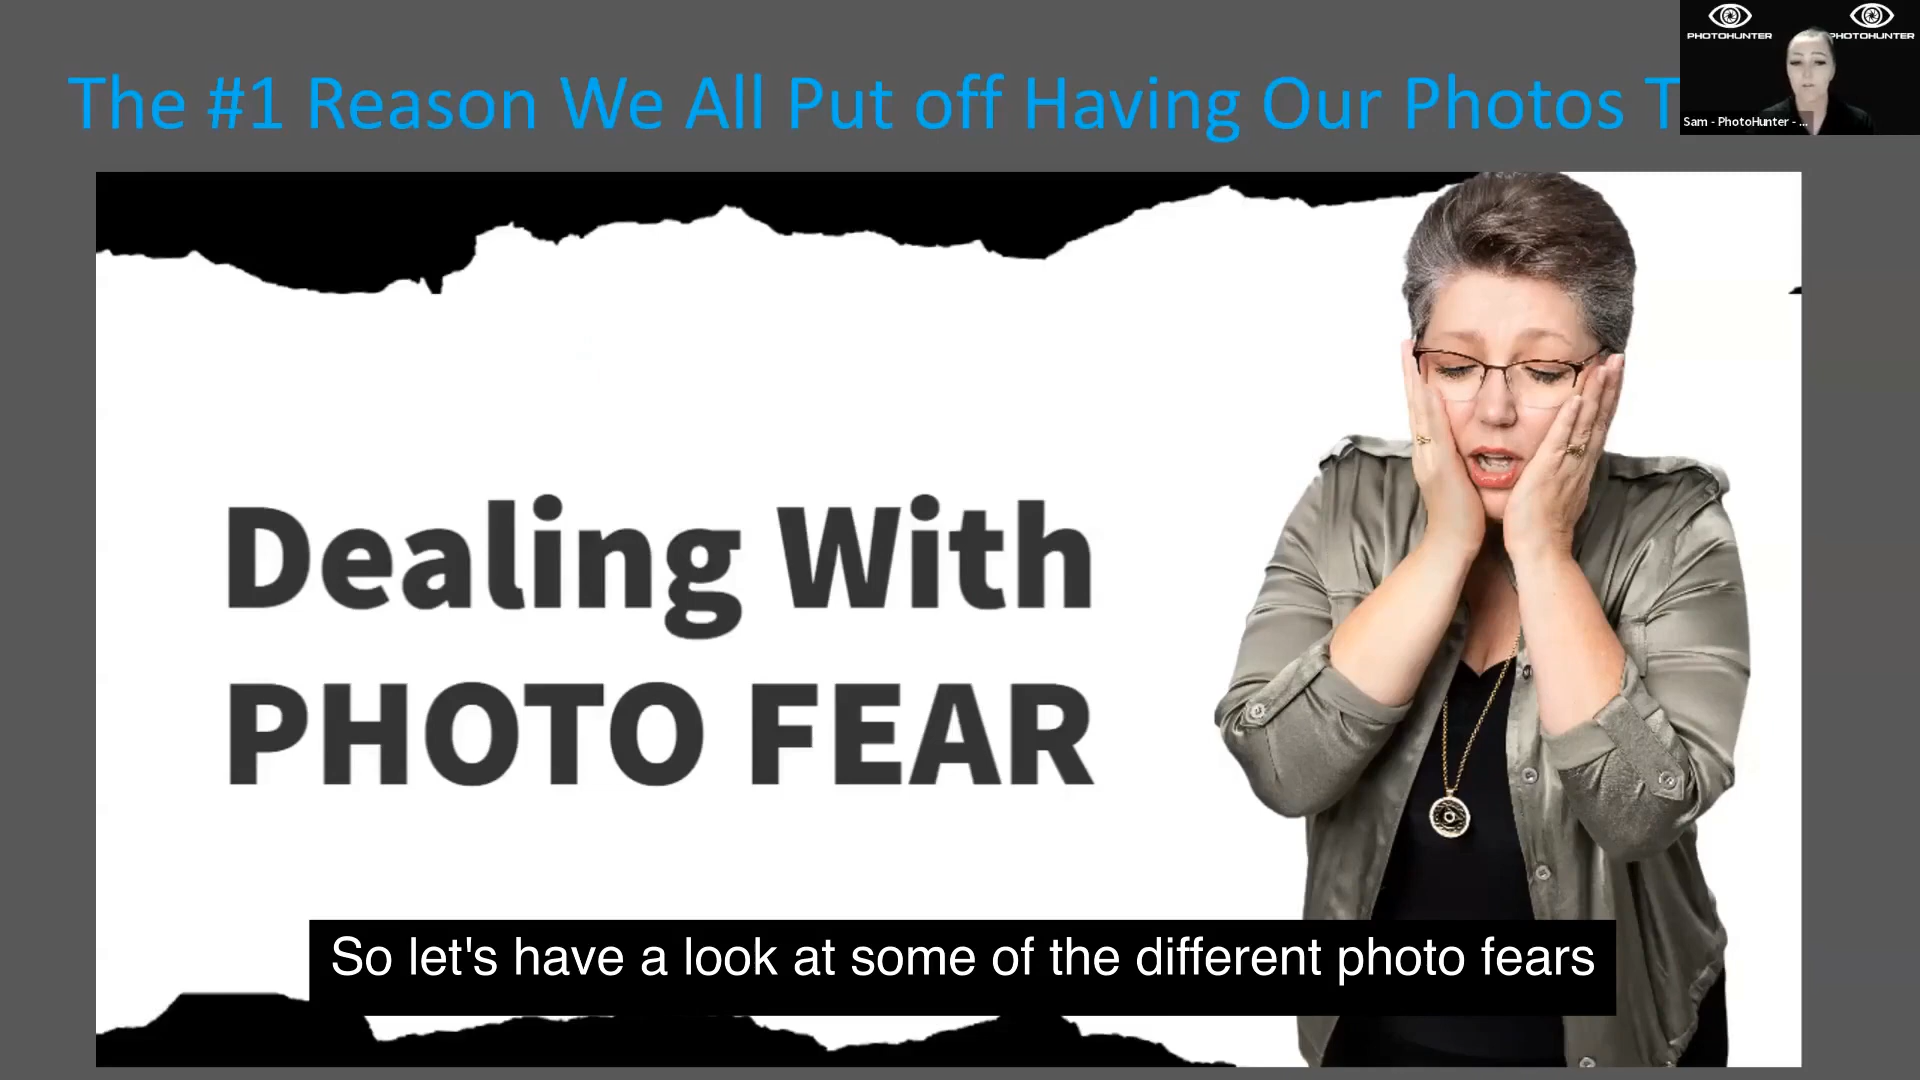 The #1 Reason We All Put off Having Our Photos T
PHOTOHUNTER
PHOTOHUNTER
Sam - PhotoHunter - ...
Dealing With
PHOTO FEAR
So let's have a look at some of the different photo fears